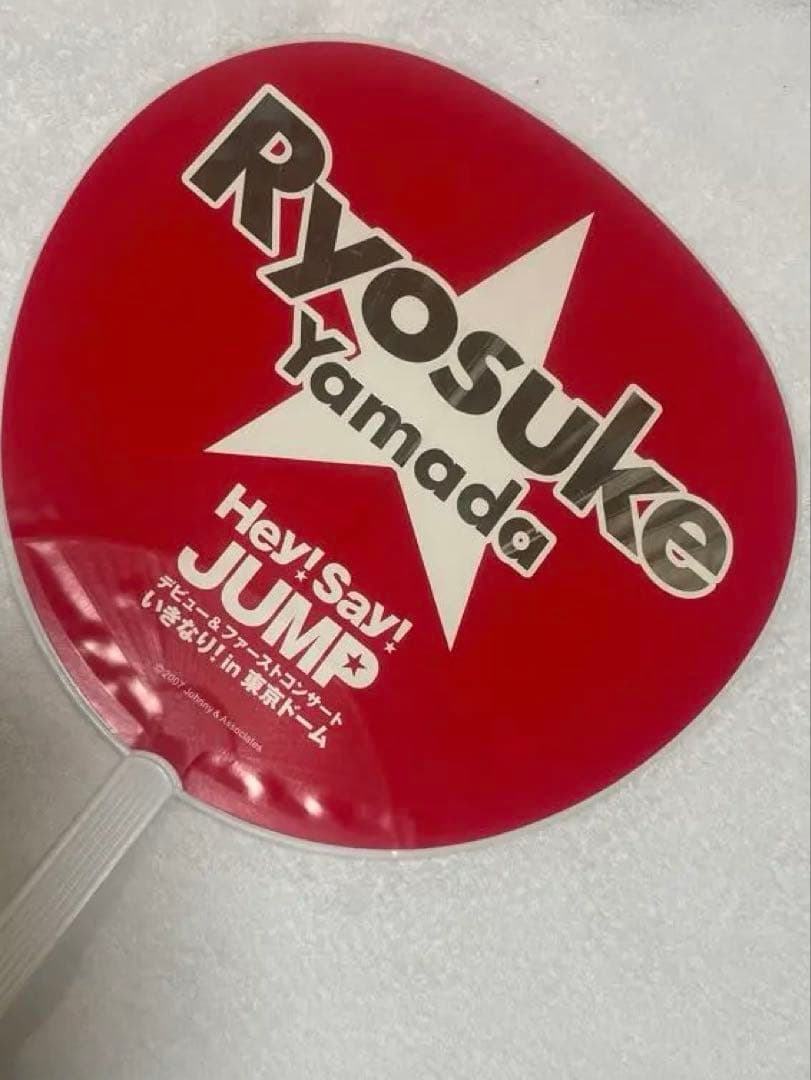 Ryosuke
Yamada
Hey! Say!
JUMP
デビュー&ファーストコンサート
いきなり! in 東京ドーム
©2007 Johnny & Associates